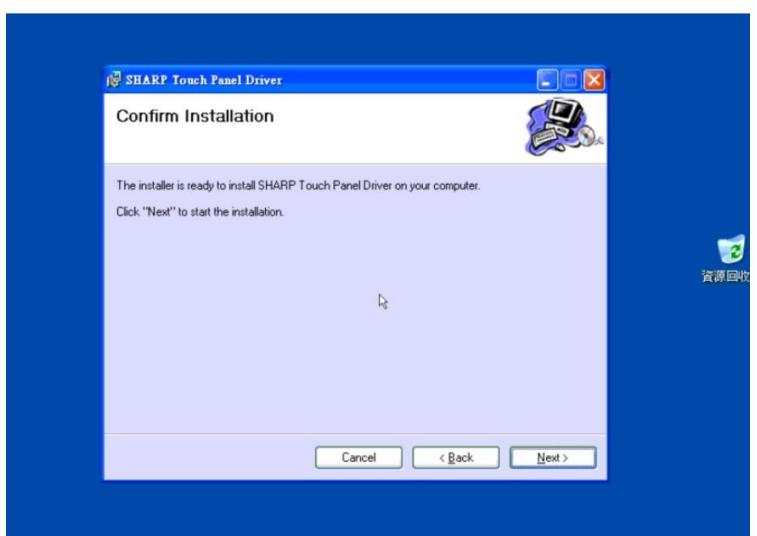 SHARP Touch Panel Driver
Confirm Installation
The installer is ready to install SHARP Touch Panel Driver on your computer.
Click "Next" to start the installation.
資源回收
Cancel
< Back
Next >